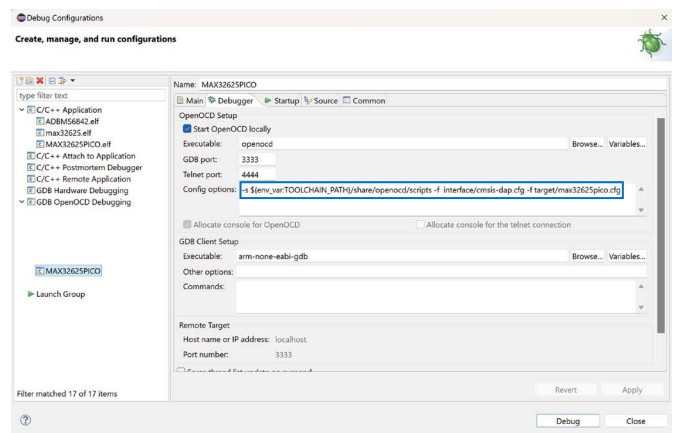 Debug Configurations
Create, manage, and run configurations
type filter text
C/C++ Application
ADBMS6842.elf
max32625.elf
MAX32625PICO.elf
C/C++ Attach to Application
C/C++ Postmortem Debugger
C/C++ Remote Application
GDB Hardware Debugging
GDB OpenOCD Debugging
MAX32625PICO
Launch Group
Filter matched 17 of 17 items
Name: MAX32625PICO
Main Debugger Startup Source Common
OpenOCD Setup
Start OpenOCD locally
Executable: openocd Browse... Variables...
GDB port: 3333
Telnet port: 4444
Config options: -s $(env_var:TOOLCHAIN_PATH)/share/openocd/scripts -f interface/cmsis-dap.cfg -f target/max32625pico.cfg
Allocate console for OpenOCD Allocate console for the telnet connection
GDB Client Setup
Executable: arm-none-eabi-gdb Browse... Variables...
Other options:
Commands:
Remote Target
Host name or IP address: localhost
Port number: 3333
Revert Apply
Debug Close